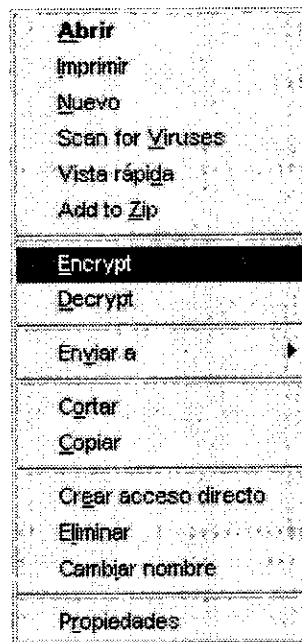 Abrir
Imprimir
Nuevo
Scan for Viruses
Vista rápida
Add to Zip
Encrypt
Decrypt
Enviar a
Cortar
Copiar
Crear acceso directo
Eliminar
Cambiar nombre
Propiedades